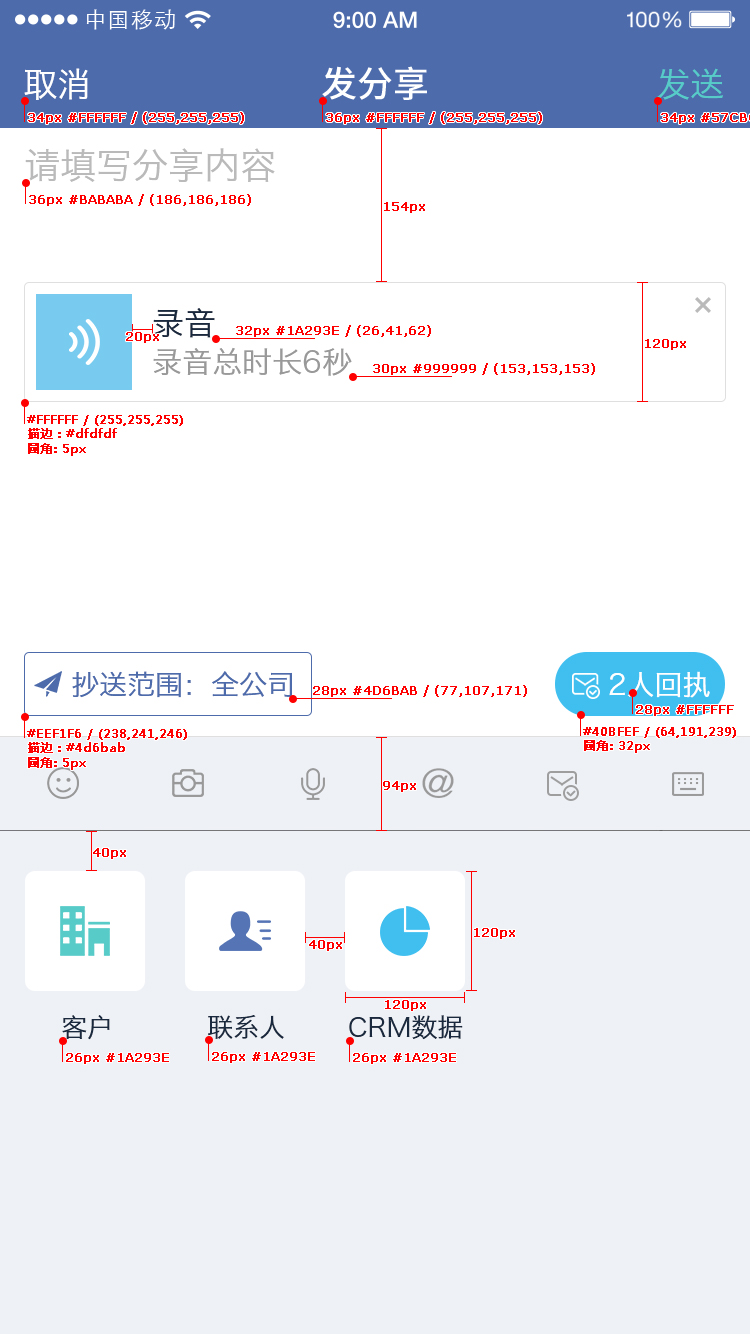 中国移动 9:00 AM 100%
取消 发分享 发送
34px #FFFFFF / (255,255,255) 36px #FFFFFF / (255,255,255) 34px #57CB
请填写分享内容
36px #BABABA / (186,186,186)
154px
录音
32px #1A293E / (26,41,62)
20px
120px
录音总时长6秒
30px #999999 / (153,153,153)
#FFFFFF / (255,255,255)
描边：#dfdfdf
圆角: 5px
抄送范围：全公司
28px #4D6BAB / (77,107,171)
2人回执
28px #FFFFFF
#EEF1F6 / (238,241,246)
描边：#4d6bab
圆角: 5px
#40BFEF / (64,191,239)
圆角: 32px
94px
@
40px
40px
120px
120px
客户 联系人 CRM数据
26px #1A293E 26px #1A293E 26px #1A293E